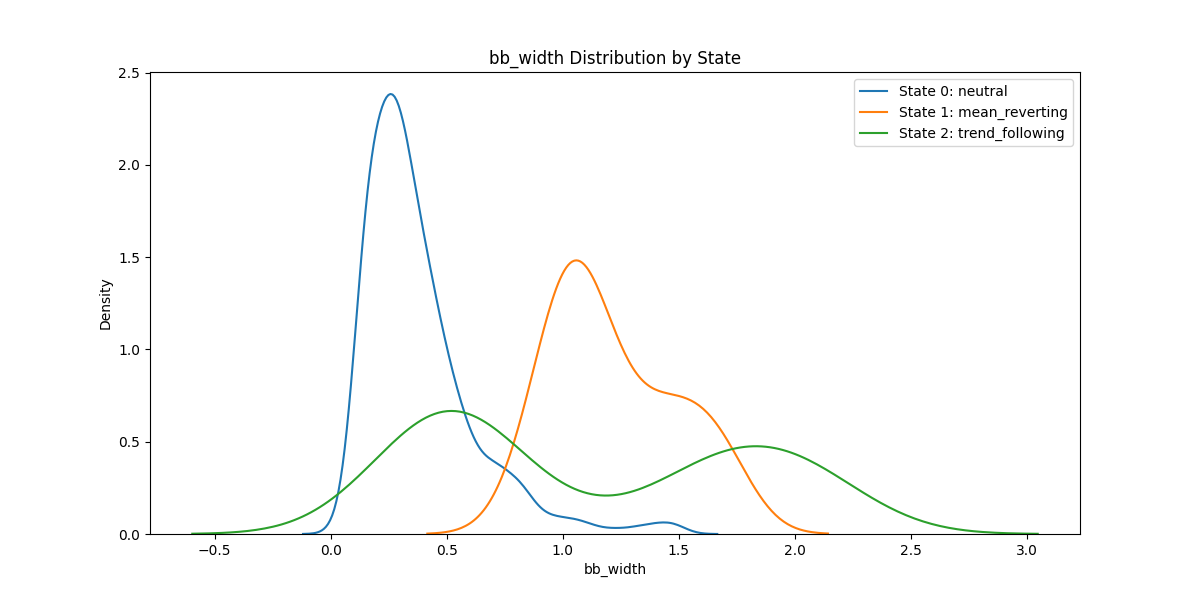 bb_width Distribution by State
State 0: neutral
State 1: mean_reverting
State 2: trend_following
Density
2.5
2.0
1.5
1.0
0.5
0.0
−0.5 0.0 0.5 1.0 1.5 2.0 2.5 3.0
bb_width